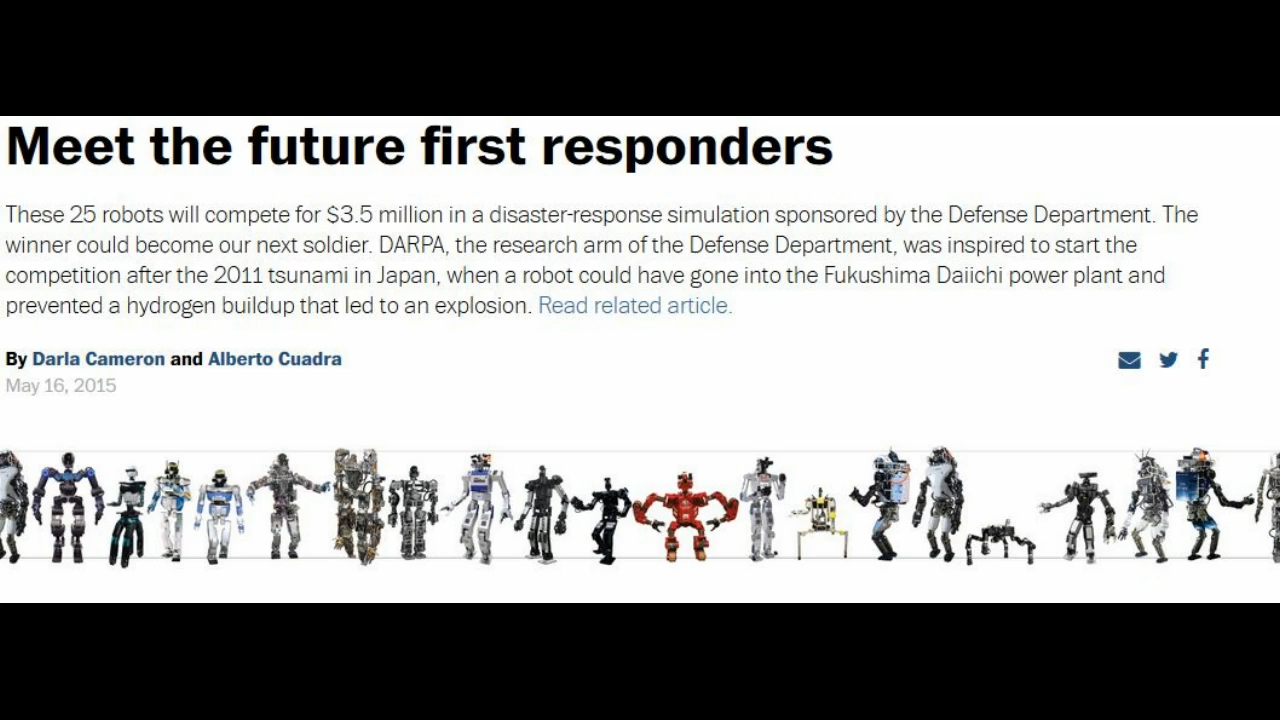 Meet the future first responders
These 25 robots will compete for $3.5 million in a disaster-response simulation sponsored by the Defense Department. The
winner could become our next soldier. DARPA, the research arm of the Defense Department, was inspired to start the
competition after the 2011 tsunami in Japan, when a robot could have gone into the Fukushima Daiichi power plant and
prevented a hydrogen buildup that led to an explosion. Read related article.
By Darla Cameron and Alberto Cuadra
May 16, 2015